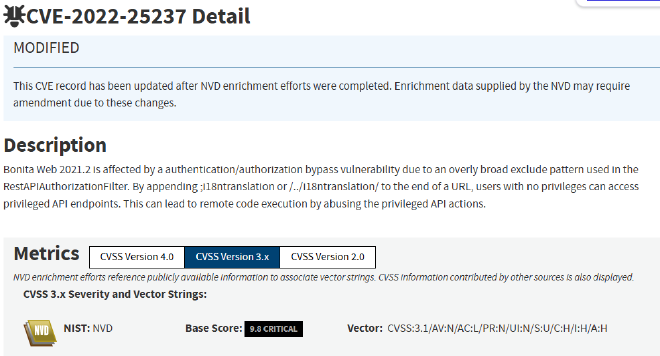 CVE-2022-25237 Detail
MODIFIED
This CVE record has been updated after NVD enrichment efforts were completed. Enrichment data supplied by the NVD may require
amendment due to these changes.
Description
Bonita Web 2021.2 is affected by a authentication/authorization bypass vulnerability due to an overly broad exclude pattern used in the
RestAPIAuthorizationFilter. By appending ;i18ntranslation or /../i18ntranslation/ to the end of a URL, users with no privileges can access
privileged API endpoints. This can lead to remote code execution by abusing the privileged API actions.
Metrics CVSS Version 4.0 CVSS Version 3.x CVSS Version 2.0
NVD enrichment efforts reference publicly available information to associate vector strings. CVSS information contributed by other sources is also displayed.
CVSS 3.x Severity and Vector Strings:
NVD NIST: NVD Base Score: 9.8 CRITICAL Vector: CVSS:3.1/AV:N/AC:L/PR:N/UI:N/S:U/C:H/I:H/A:H